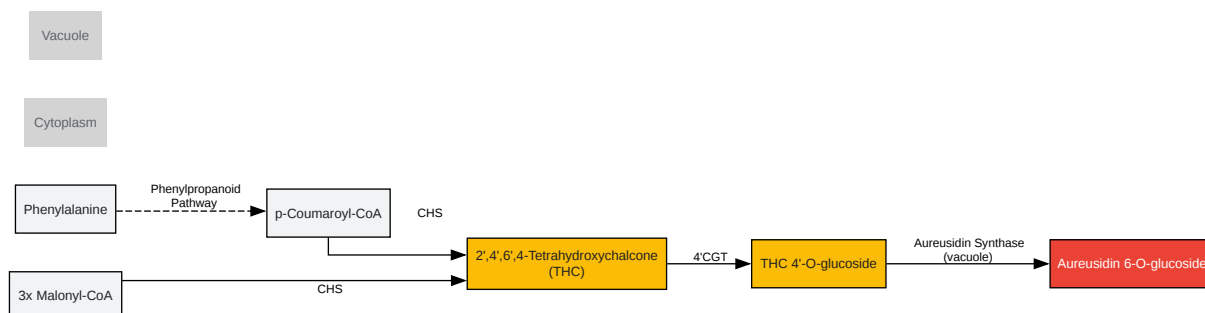 Vacuole
Cytoplasm
Phenylalanine
Phenylpropanoid
Pathway
p-Coumaroyl-CoA
CHS
3x Malonyl-CoA
CHS
2',4',6',4-Tetrahydroxychalcone
(THC)
4'CGT
THC 4'-O-glucoside
Aureusidin Synthase
(vacuole)
Aureusidin 6-O-glucoside